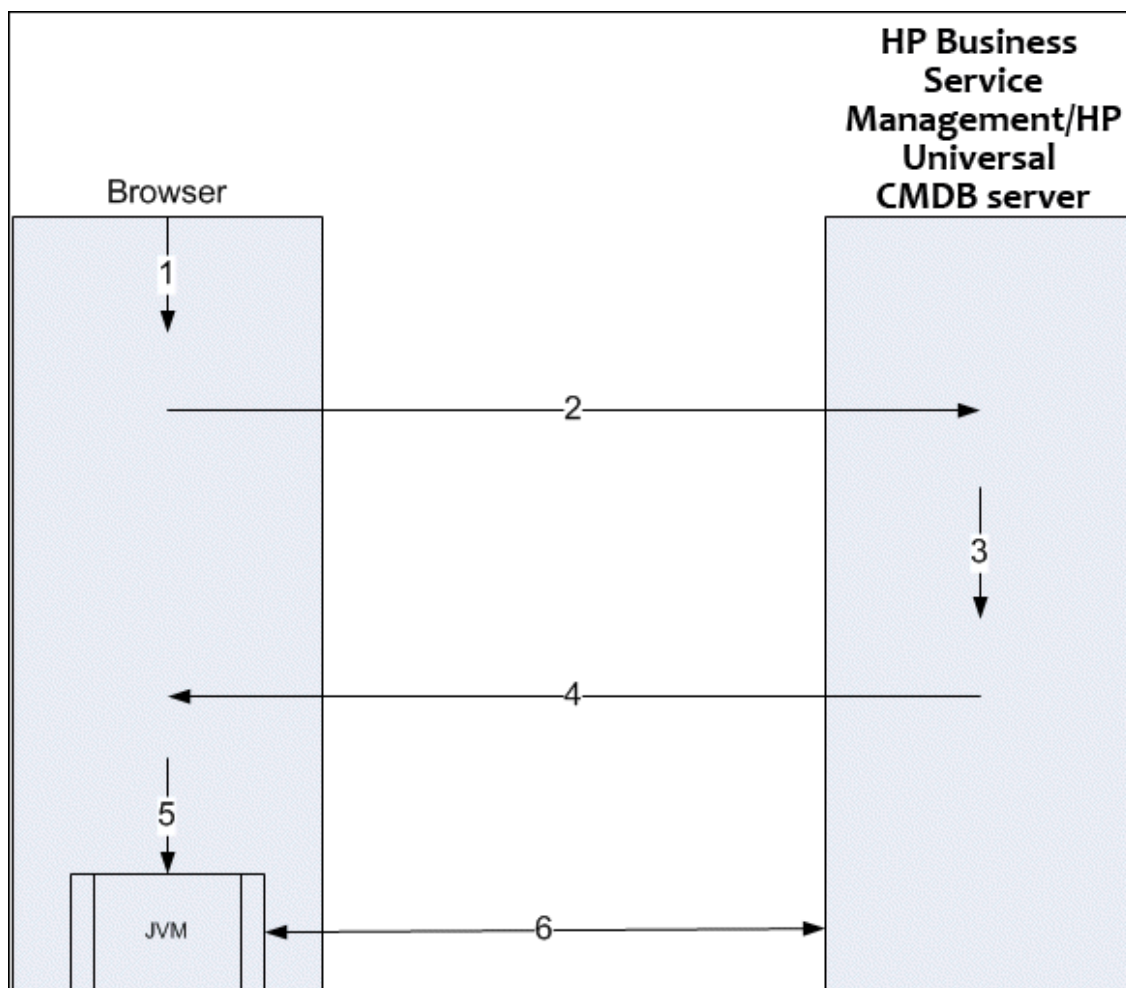 HP Business
Service
Management/HP
Universal
CMDB server
Browser
1
2
3
4
5
JVM
6